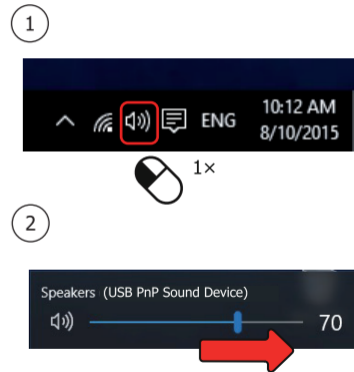 1
ENG
10:12 AM
8/10/2015
1×
2
Speakers (USB PnP Sound Device)
70